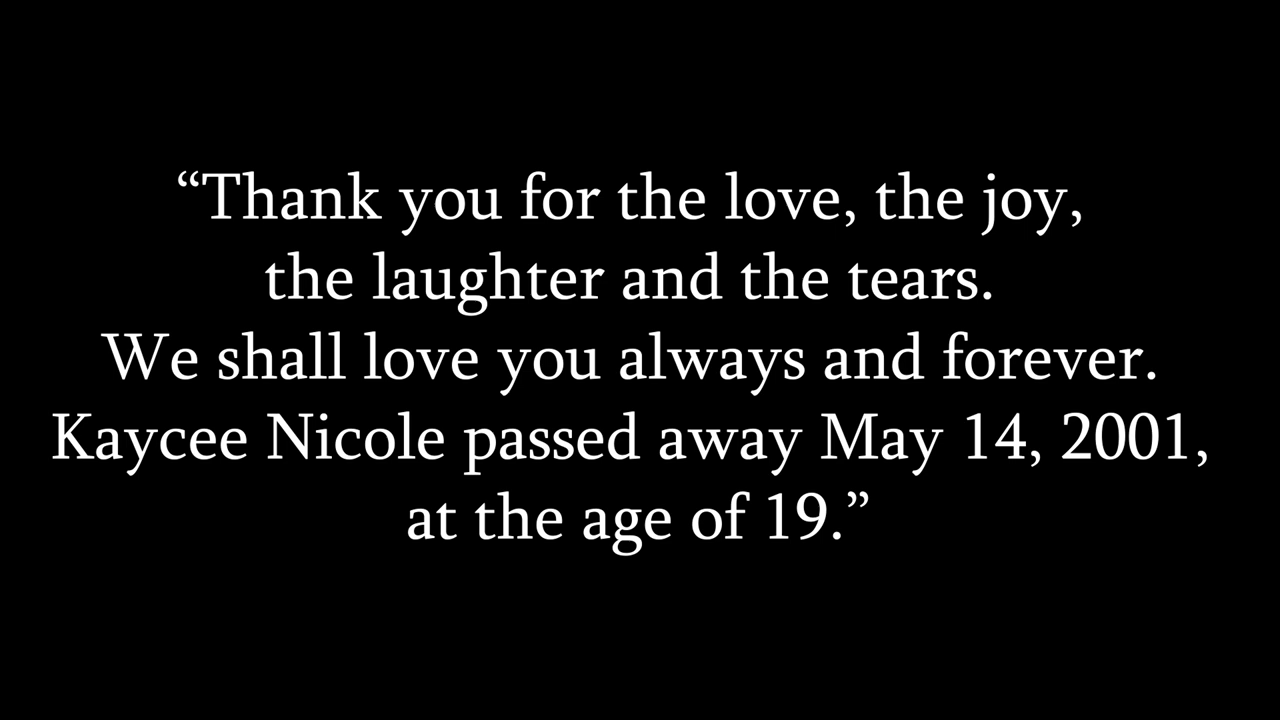 “Thank you for the love, the joy,
the laughter and the tears.
We shall love you always and forever.
Kaycee Nicole passed away May 14, 2001,
at the age of 19.”